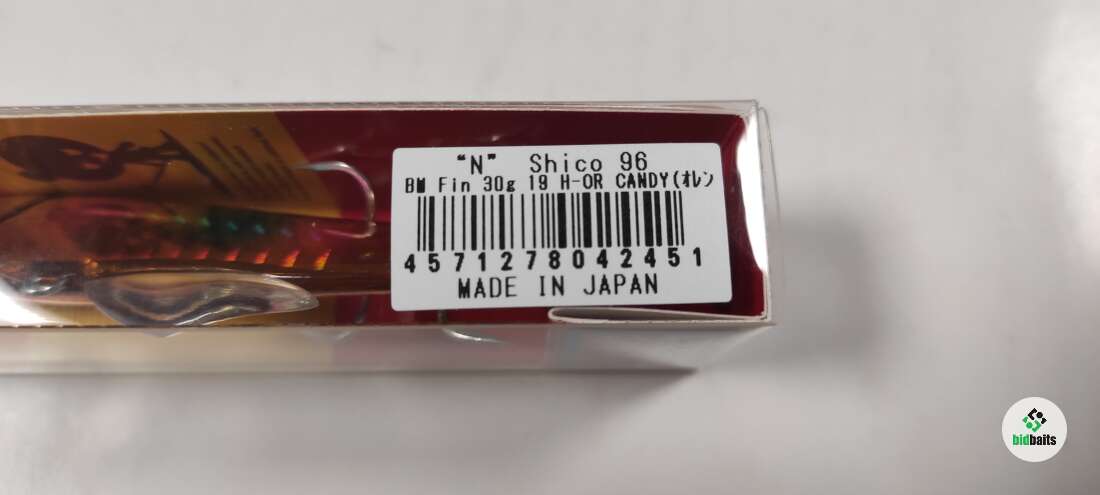 “N” Shico 96
BM Fin 30g 19 H-OR CANDY(ｵﾚﾝ
4571278042451
MADE IN JAPAN
bidbaits